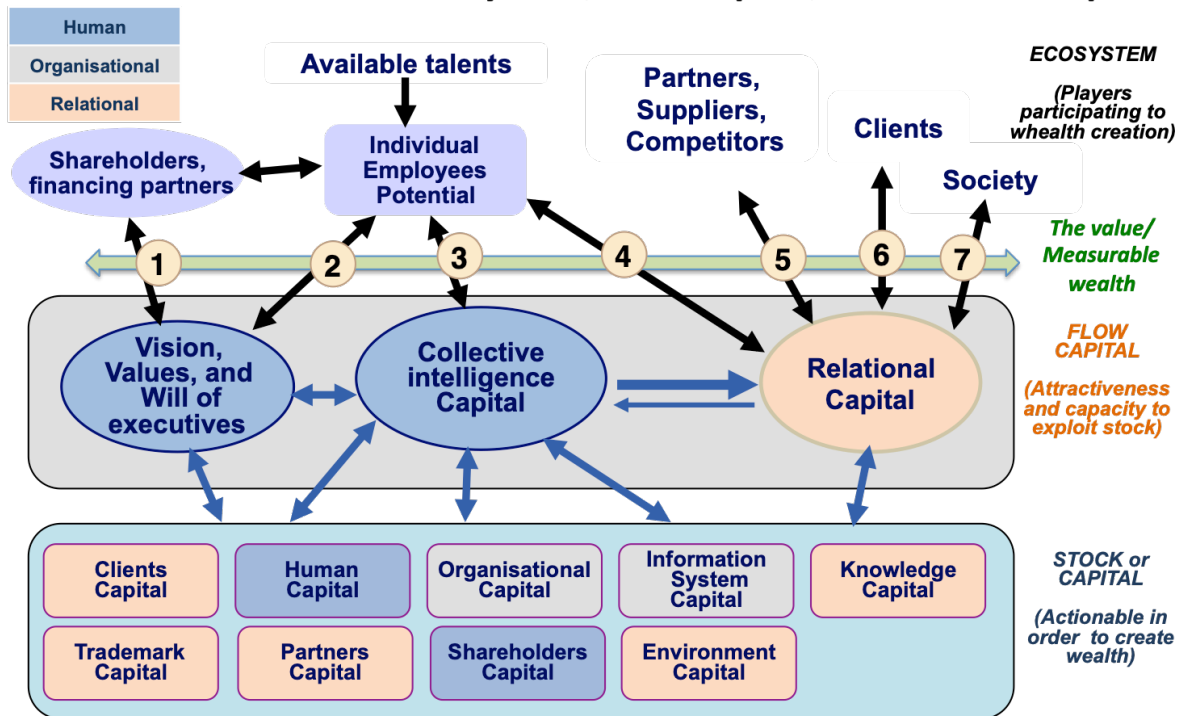 Human
Organisational
Relational
Available talents
Partners,
Suppliers,
Competitors
Clients
Society
ECOSYSTEM
(Players
participating to
whealth creation)
Shareholders,
financing partners
Individual
Employees
Potential
1
2
3
4
5
6
7
The value/
Measurable
wealth
Vision,
Values, and
Will of
executives
Collective
intelligence
Capital
Relational
Capital
FLOW
CAPITAL
(Attractiveness
and capacity to
exploit stock)
Clients
Capital
Human
Capital
Organisational
Capital
Information
System
Capital
Knowledge
Capital
Trademark
Capital
Partners
Capital
Shareholders
Capital
Environment
Capital
STOCK or
CAPITAL
(Actionable in
order to create
wealth)